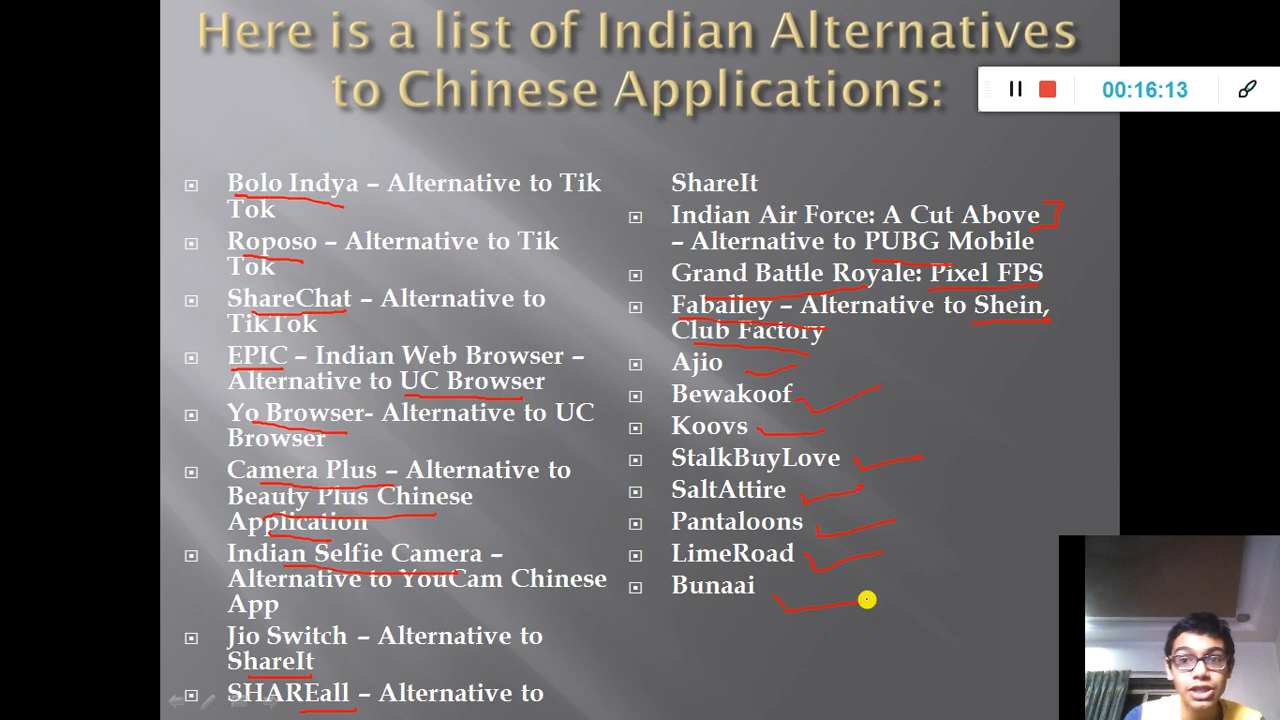 Here is a list of Indian Alternatives
to Chinese Applications:
00:16:13
Bolo Indya – Alternative to Tik
Tok
Roposo – Alternative to Tik
Tok
ShareChat – Alternative to
TikTok
EPIC – Indian Web Browser –
Alternative to UC Browser
Yo Browser- Alternative to UC
Browser
Camera Plus – Alternative to
Beauty Plus Chinese
Application
Indian Selfie Camera –
Alternative to YouCam Chinese
App
Jio Switch – Alternative to
ShareIt
SHAREall – Alternative to
ShareIt
Indian Air Force: A Cut Above
– Alternative to PUBG Mobile
Grand Battle Royale: Pixel FPS
Faballey – Alternative to Shein,
Club Factory
Ajio
Bewakoof
Koovs
StalkBuyLove
SaltAttire
Pantaloons
LimeRoad
Bunaai